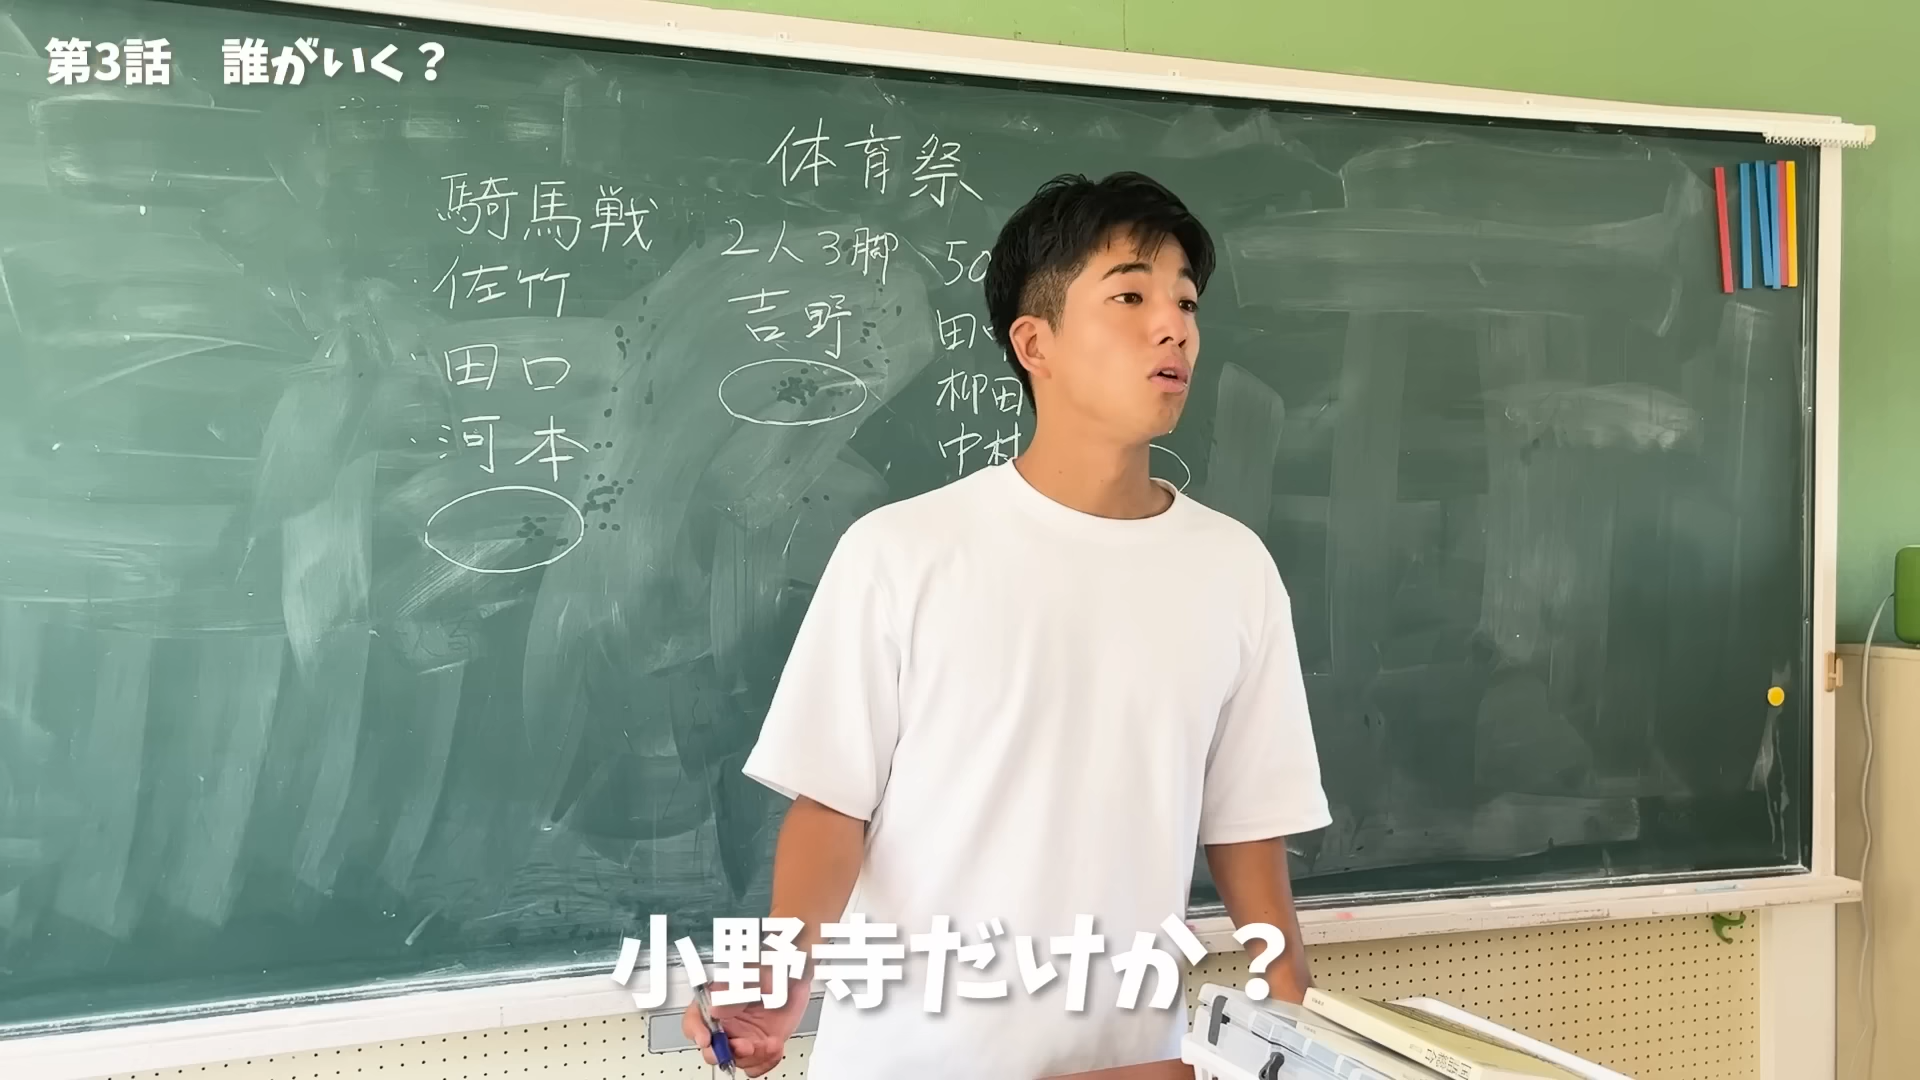 第3話　誰がいく？
体育祭
騎馬戦
佐竹
田口
河本
2人3脚
吉野
50
田中
柳田
中村
小野寺だけか？